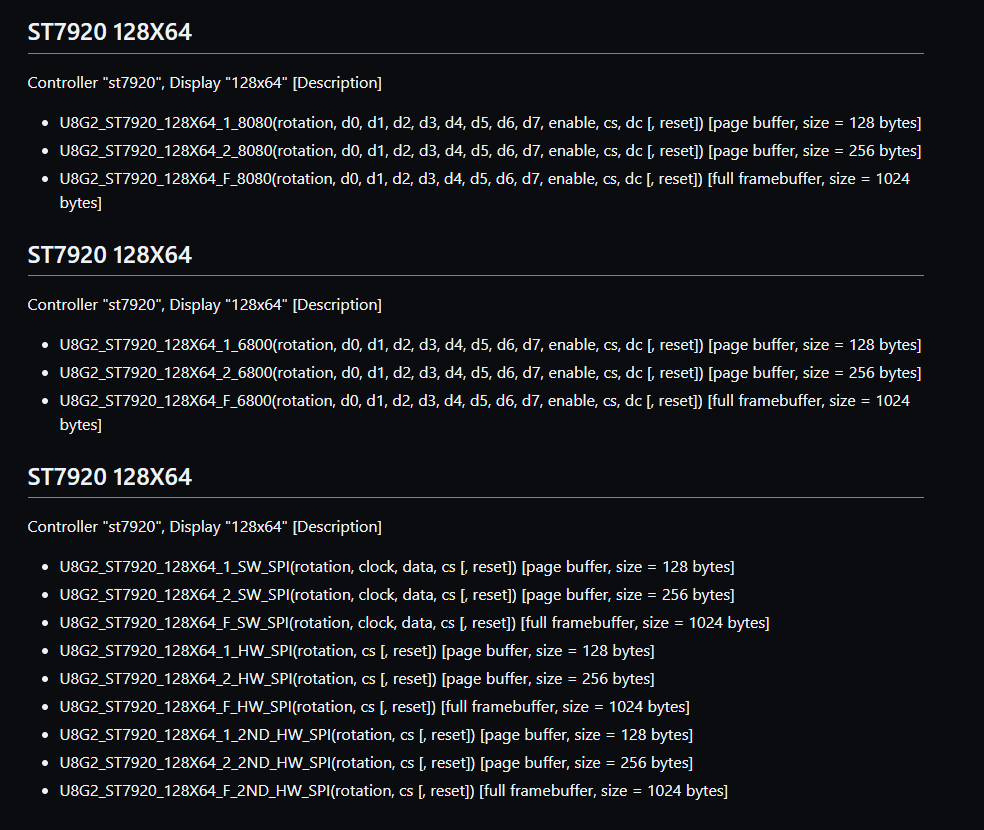 ST7920 128X64
Controller "st7920", Display "128x64" [Description]
U8G2_ST7920_128X64_1_8080(rotation, d0, d1, d2, d3, d4, d5, d6, d7, enable, cs, dc [, reset]) [page buffer, size = 128 bytes]
U8G2_ST7920_128X64_2_8080(rotation, d0, d1, d2, d3, d4, d5, d6, d7, enable, cs, dc [, reset]) [page buffer, size = 256 bytes]
U8G2_ST7920_128X64_F_8080(rotation, d0, d1, d2, d3, d4, d5, d6, d7, enable, cs, dc [, reset]) [full framebuffer, size = 1024
bytes]
ST7920 128X64
Controller "st7920", Display "128x64" [Description]
U8G2_ST7920_128X64_1_6800(rotation, d0, d1, d2, d3, d4, d5, d6, d7, enable, cs, dc [, reset]) [page buffer, size = 128 bytes]
U8G2_ST7920_128X64_2_6800(rotation, d0, d1, d2, d3, d4, d5, d6, d7, enable, cs, dc [, reset]) [page buffer, size = 256 bytes]
U8G2_ST7920_128X64_F_6800(rotation, d0, d1, d2, d3, d4, d5, d6, d7, enable, cs, dc [, reset]) [full framebuffer, size = 1024
bytes]
ST7920 128X64
Controller "st7920", Display "128x64" [Description]
U8G2_ST7920_128X64_1_SW_SPI(rotation, clock, data, cs [, reset]) [page buffer, size = 128 bytes]
U8G2_ST7920_128X64_2_SW_SPI(rotation, clock, data, cs [, reset]) [page buffer, size = 256 bytes]
U8G2_ST7920_128X64_F_SW_SPI(rotation, clock, data, cs [, reset]) [full framebuffer, size = 1024 bytes]
U8G2_ST7920_128X64_1_HW_SPI(rotation, cs [, reset]) [page buffer, size = 128 bytes]
U8G2_ST7920_128X64_2_HW_SPI(rotation, cs [, reset]) [page buffer, size = 256 bytes]
U8G2_ST7920_128X64_F_HW_SPI(rotation, cs [, reset]) [full framebuffer, size = 1024 bytes]
U8G2_ST7920_128X64_1_2ND_HW_SPI(rotation, cs [, reset]) [page buffer, size = 128 bytes]
U8G2_ST7920_128X64_2_2ND_HW_SPI(rotation, cs [, reset]) [page buffer, size = 256 bytes]
U8G2_ST7920_128X64_F_2ND_HW_SPI(rotation, cs [, reset]) [full framebuffer, size = 1024 bytes]